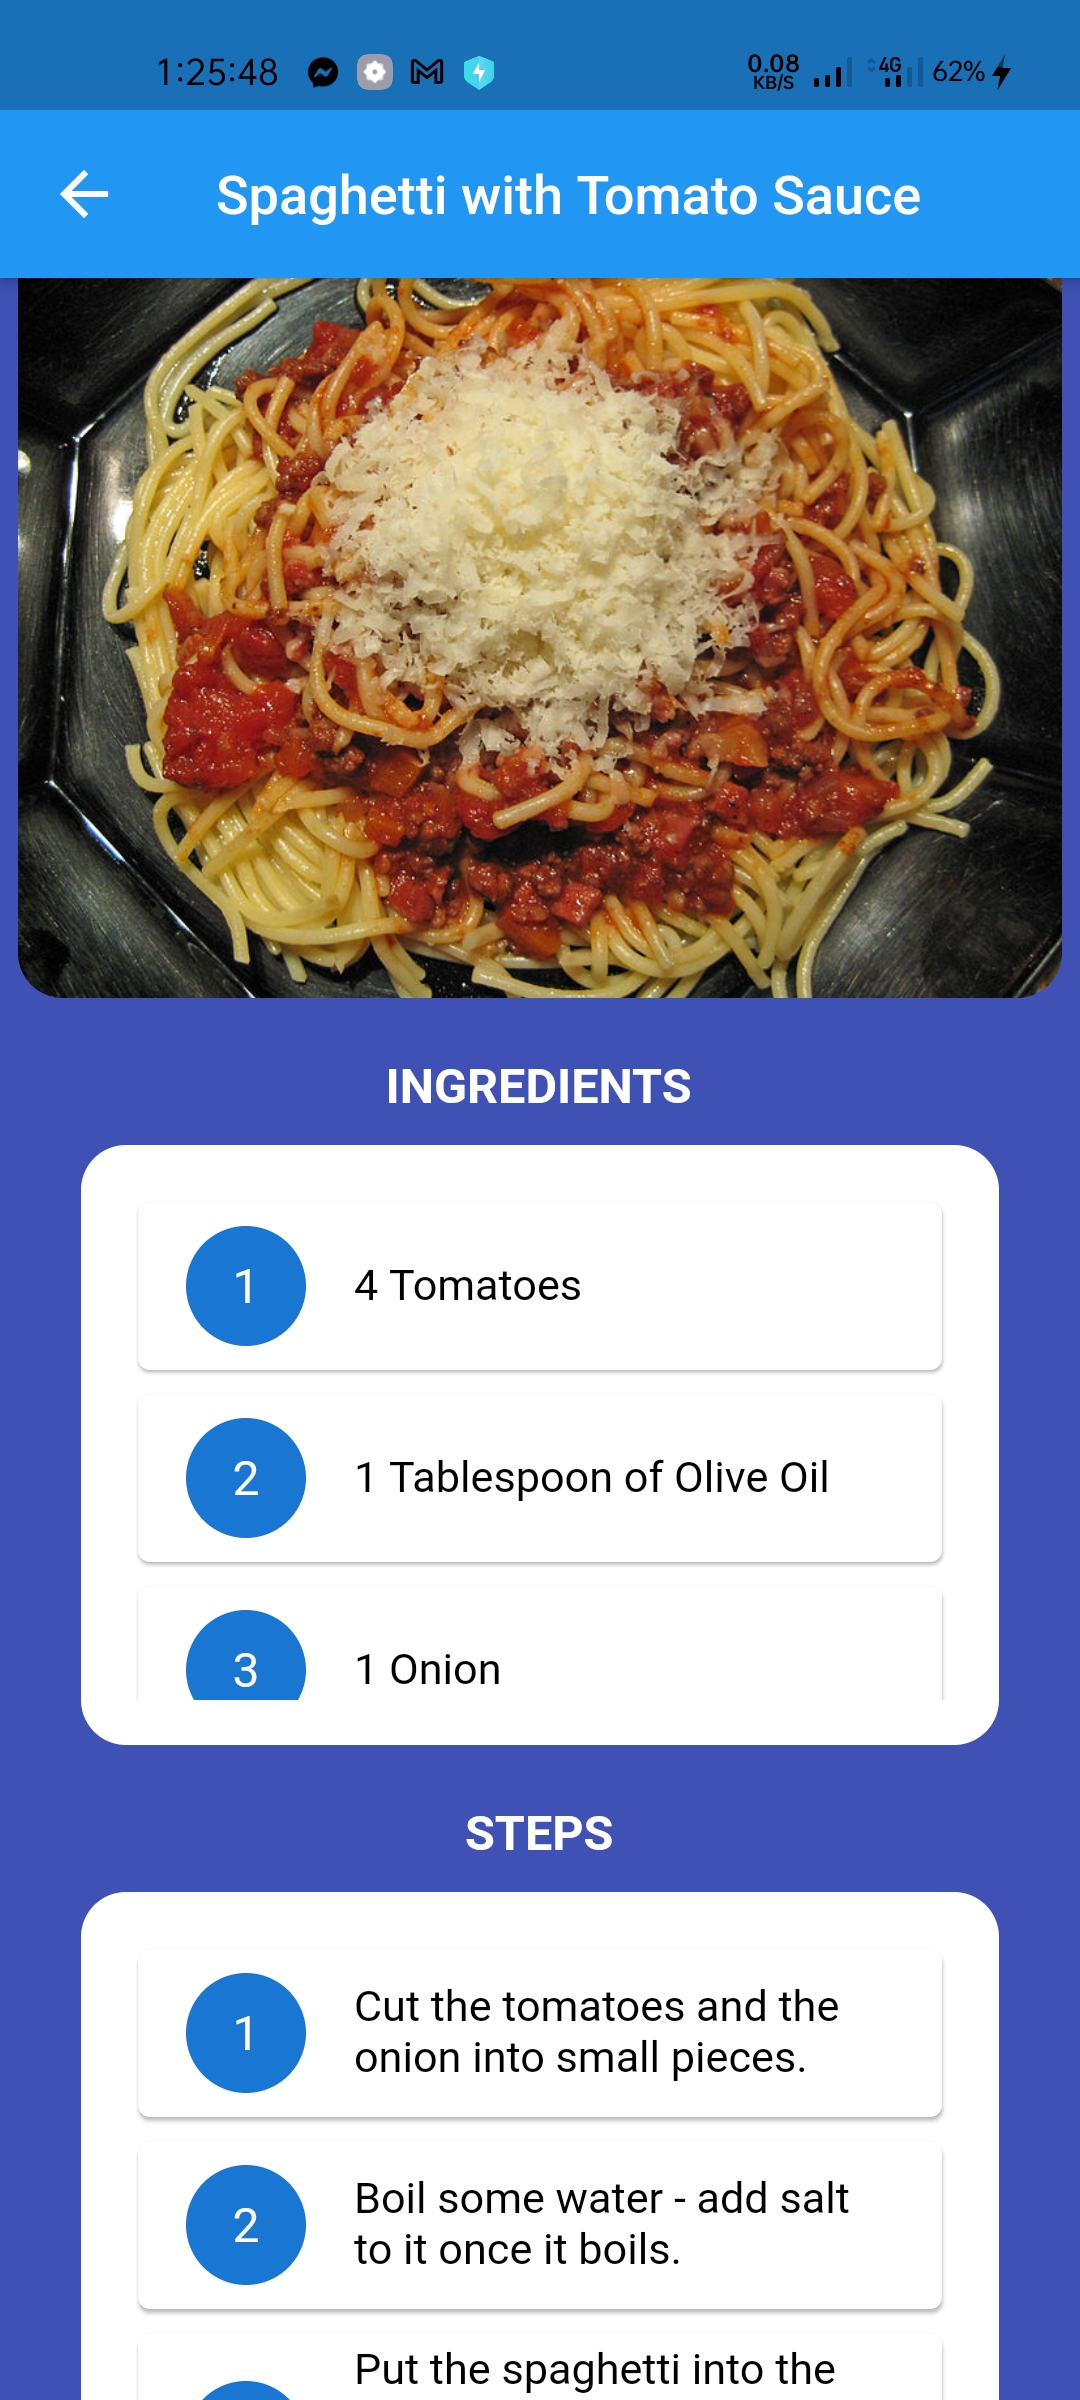 1:25:48
0.08
KB/S
4G
62%
Spaghetti with Tomato Sauce
INGREDIENTS
1
4 Tomatoes
2
1 Tablespoon of Olive Oil
3
1 Onion
STEPS
1
Cut the tomatoes and the
onion into small pieces.
2
Boil some water - add salt
to it once it boils.
Put the spaghetti into the